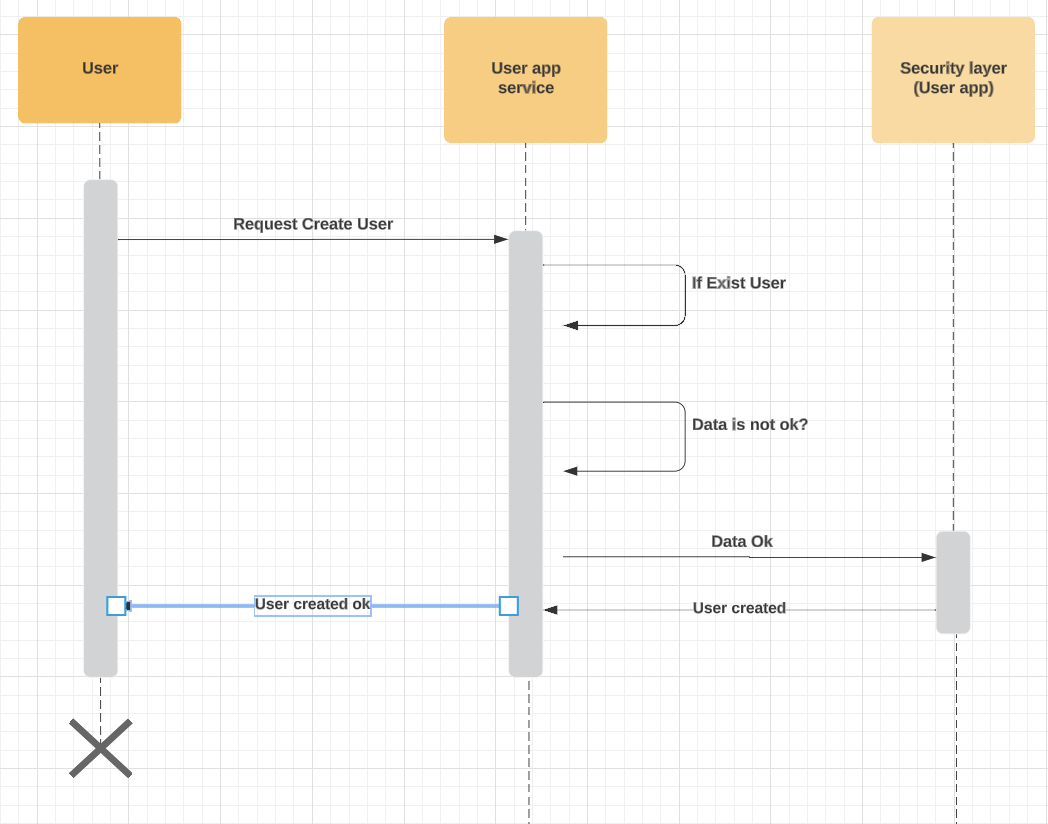 User
User app
service
Security layer
(User app)
Request Create User
If Exist User
Data is not ok?
Data Ok
User created ok
User created